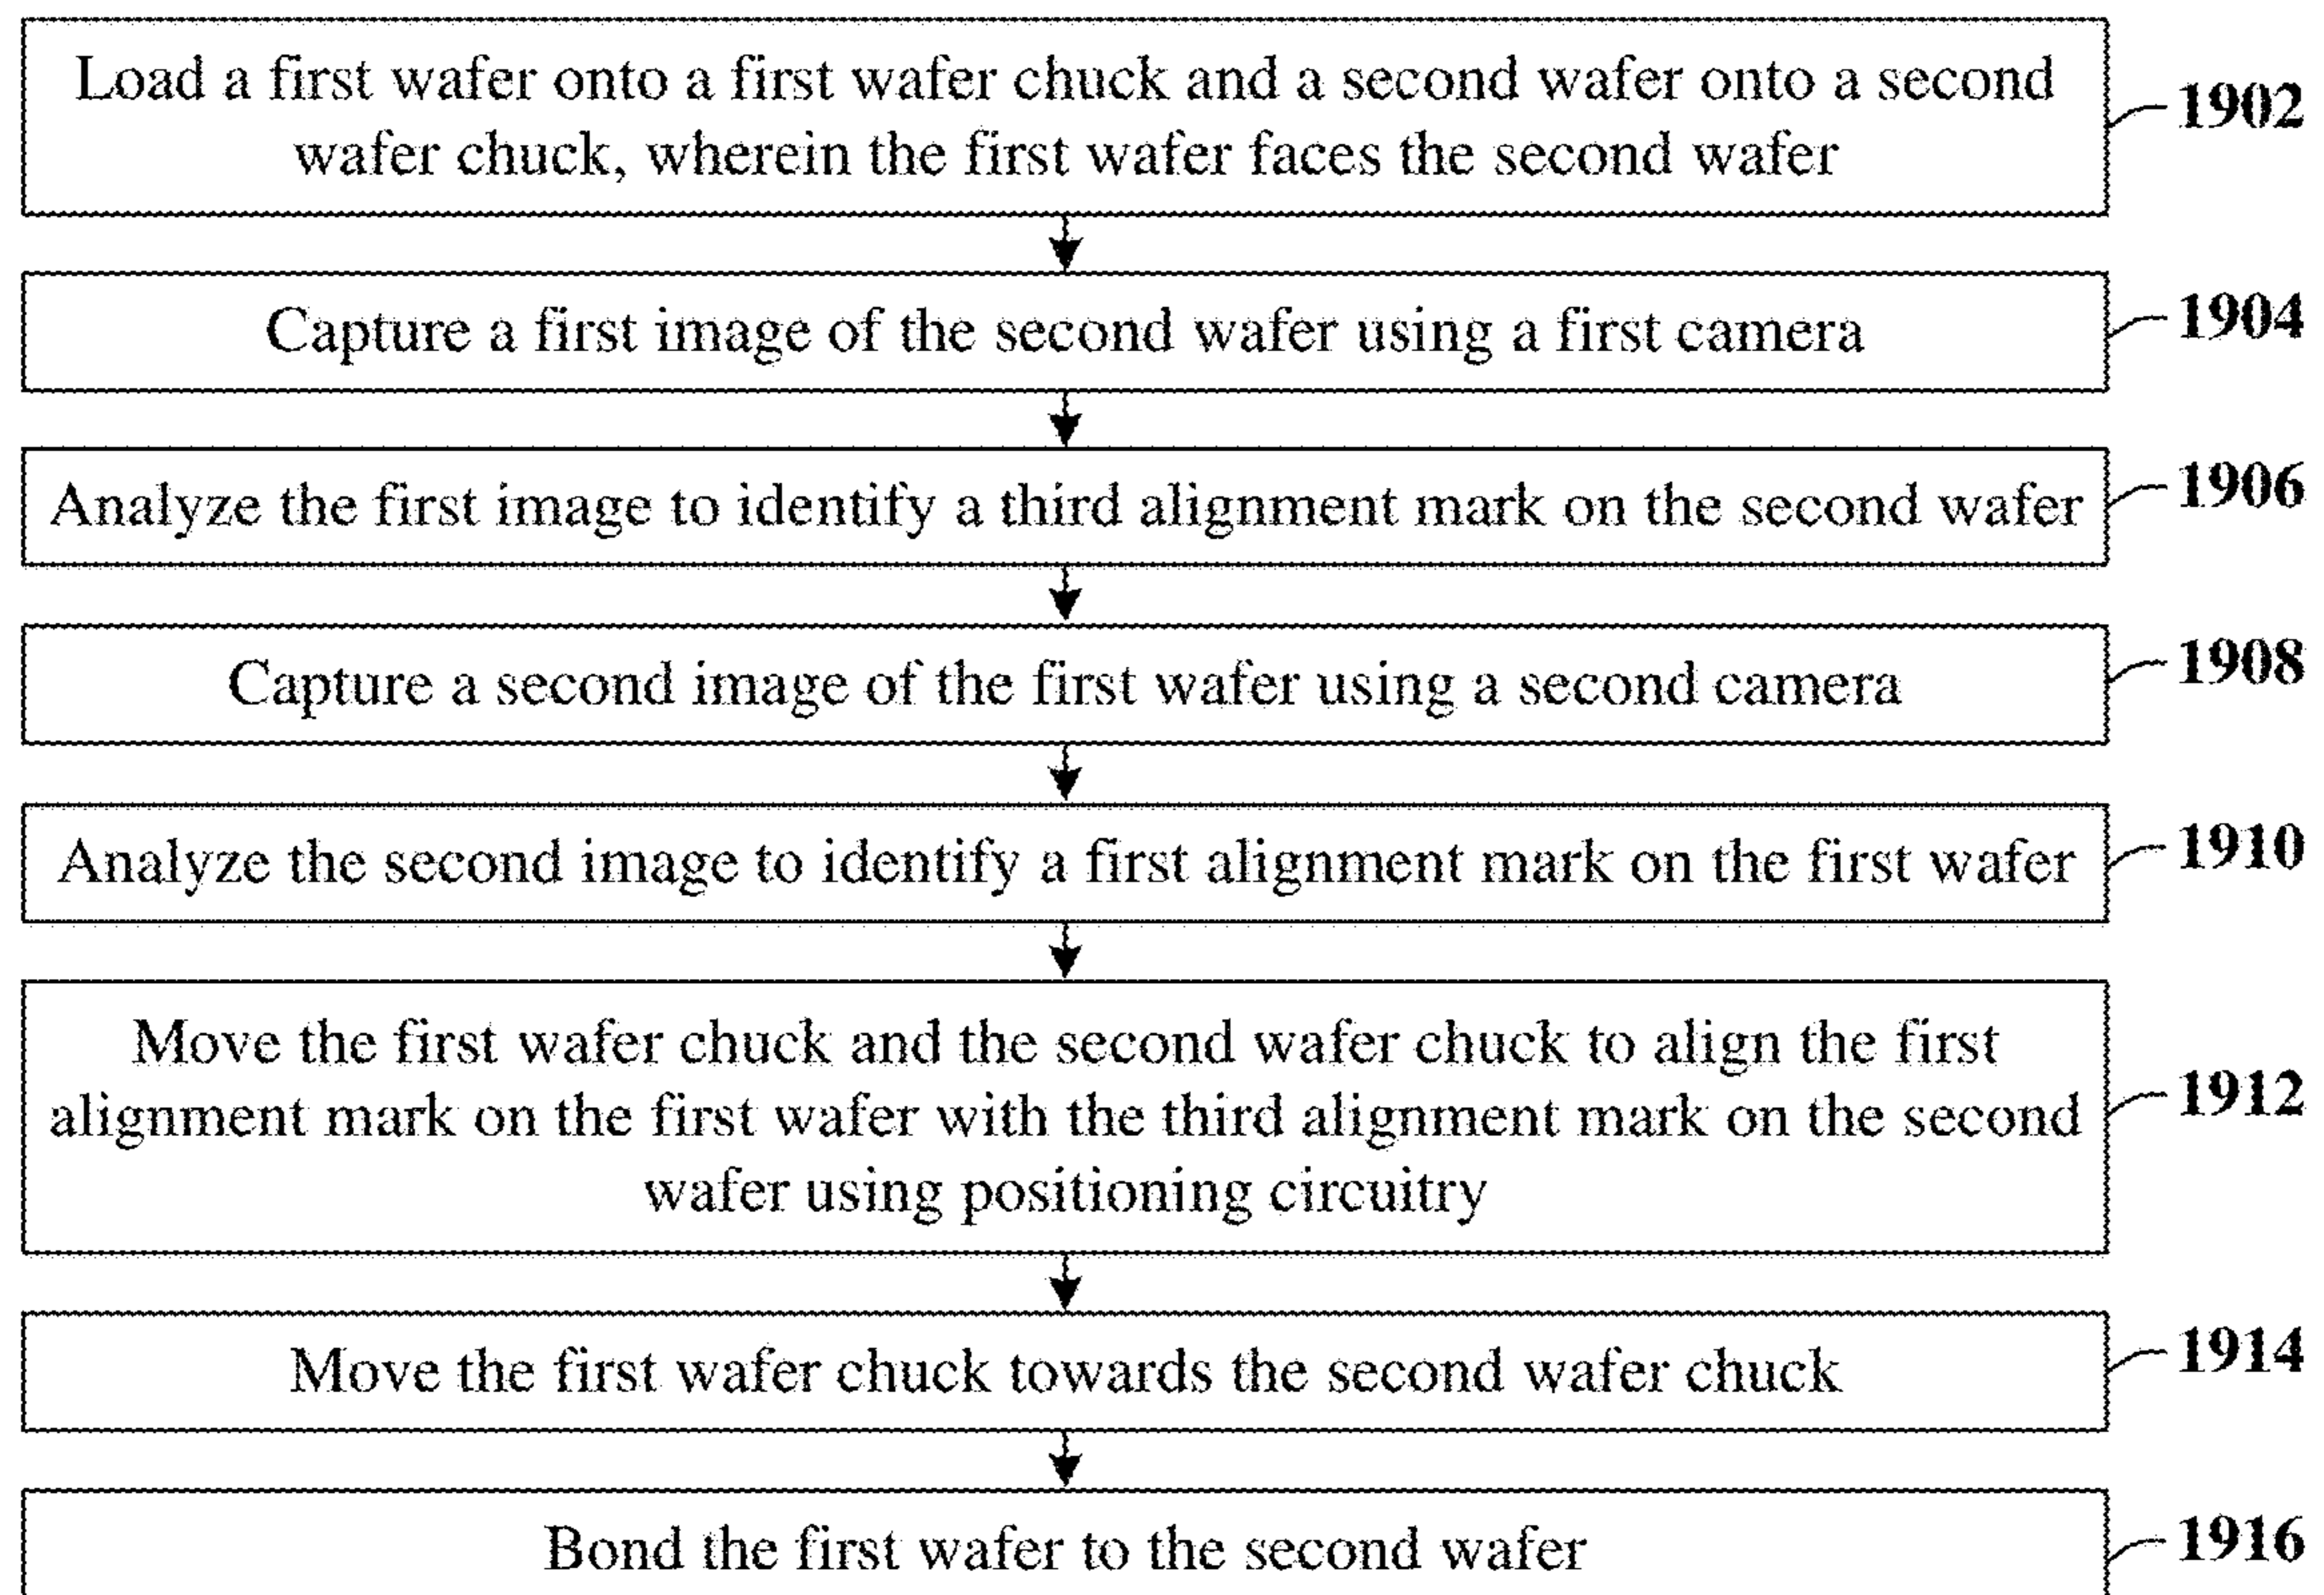 Load a first wafer onto a first wafer chuck and a second wafer onto a second
wafer chuck, wherein the first wafer faces the second wafer
1902
Capture a first image of the second wafer using a first camera
1904
Analyze the first image to identify a third alignment mark on the second wafer
1906
Capture a second image of the first wafer using a second camera
1908
Analyze the second image to identify a first alignment mark on the first wafer
1910
Move the first wafer chuck and the second wafer chuck to align the first
alignment mark on the first wafer with the third alignment mark on the second
wafer using positioning circuitry
1912
Move the first wafer chuck towards the second wafer chuck
1914
Bond the first wafer to the second wafer
1916